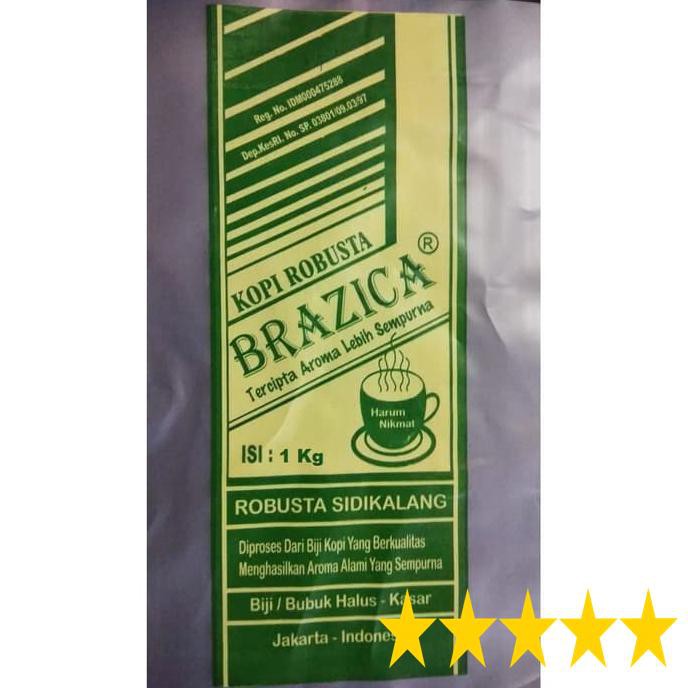 Reg. No. IDM000475288
Dep.KesRI. No. SP. 03801/09.03/97
KOPI ROBUSTA
BRAZICA ®
Tercipta Aroma Lebih Sempurna
Harum
Nikmat
ISI : 1 Kg
ROBUSTA SIDIKALANG
Diproses Dari Biji Kopi Yang Berkualitas
Menghasilkan Aroma Alami Yang Sempurna
Biji / Bubuk Halus - Kasar
Jakarta -